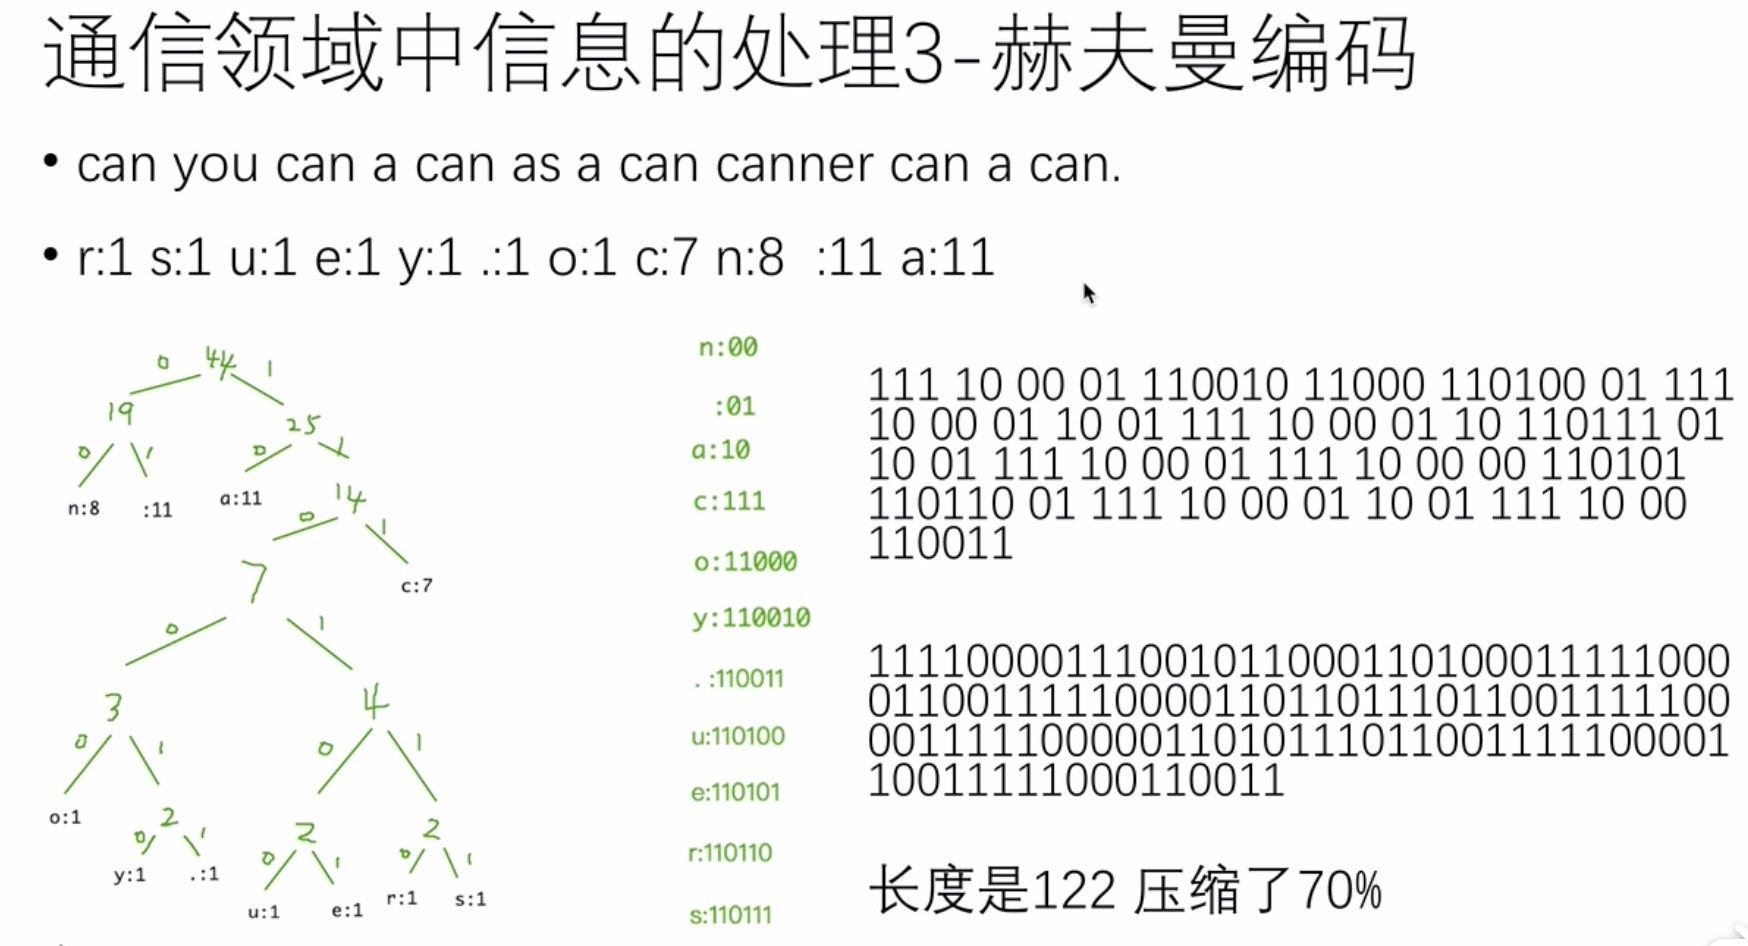 通信领域中信息的处理3-赫夫曼编码
• can you can a can as a can canner can a can.
• r:1 s:1 u:1 e:1 y:1 .:1 o:1 c:7 n:8  :11 a:11
0 44 1
19
25
0 1
0 1
n:8 :11 a:11
14
0 1
7
c:7
0 1
3 4
0 1 0 1
o:1
2 2 2
0 1 0 1 0 1
y:1 .:1 u:1 e:1 r:1 s:1
n:00
:01
a:10
c:111
o:11000
y:110010
. :110011
u:110100
e:110101
r:110110
s:110111
111 10 00 01 110010 11000 110100 01 111
10 00 01 10 01 111 10 00 01 10 110111 01
10 01 111 10 00 01 111 10 00 00 110101
110110 01 111 10 00 01 10 01 111 10 00
110011
11110000111001011000110100011111000
01100111110000110110111011001111100
00111110000011010111011001111100001
10011111000110011
长度是122 压缩了70%